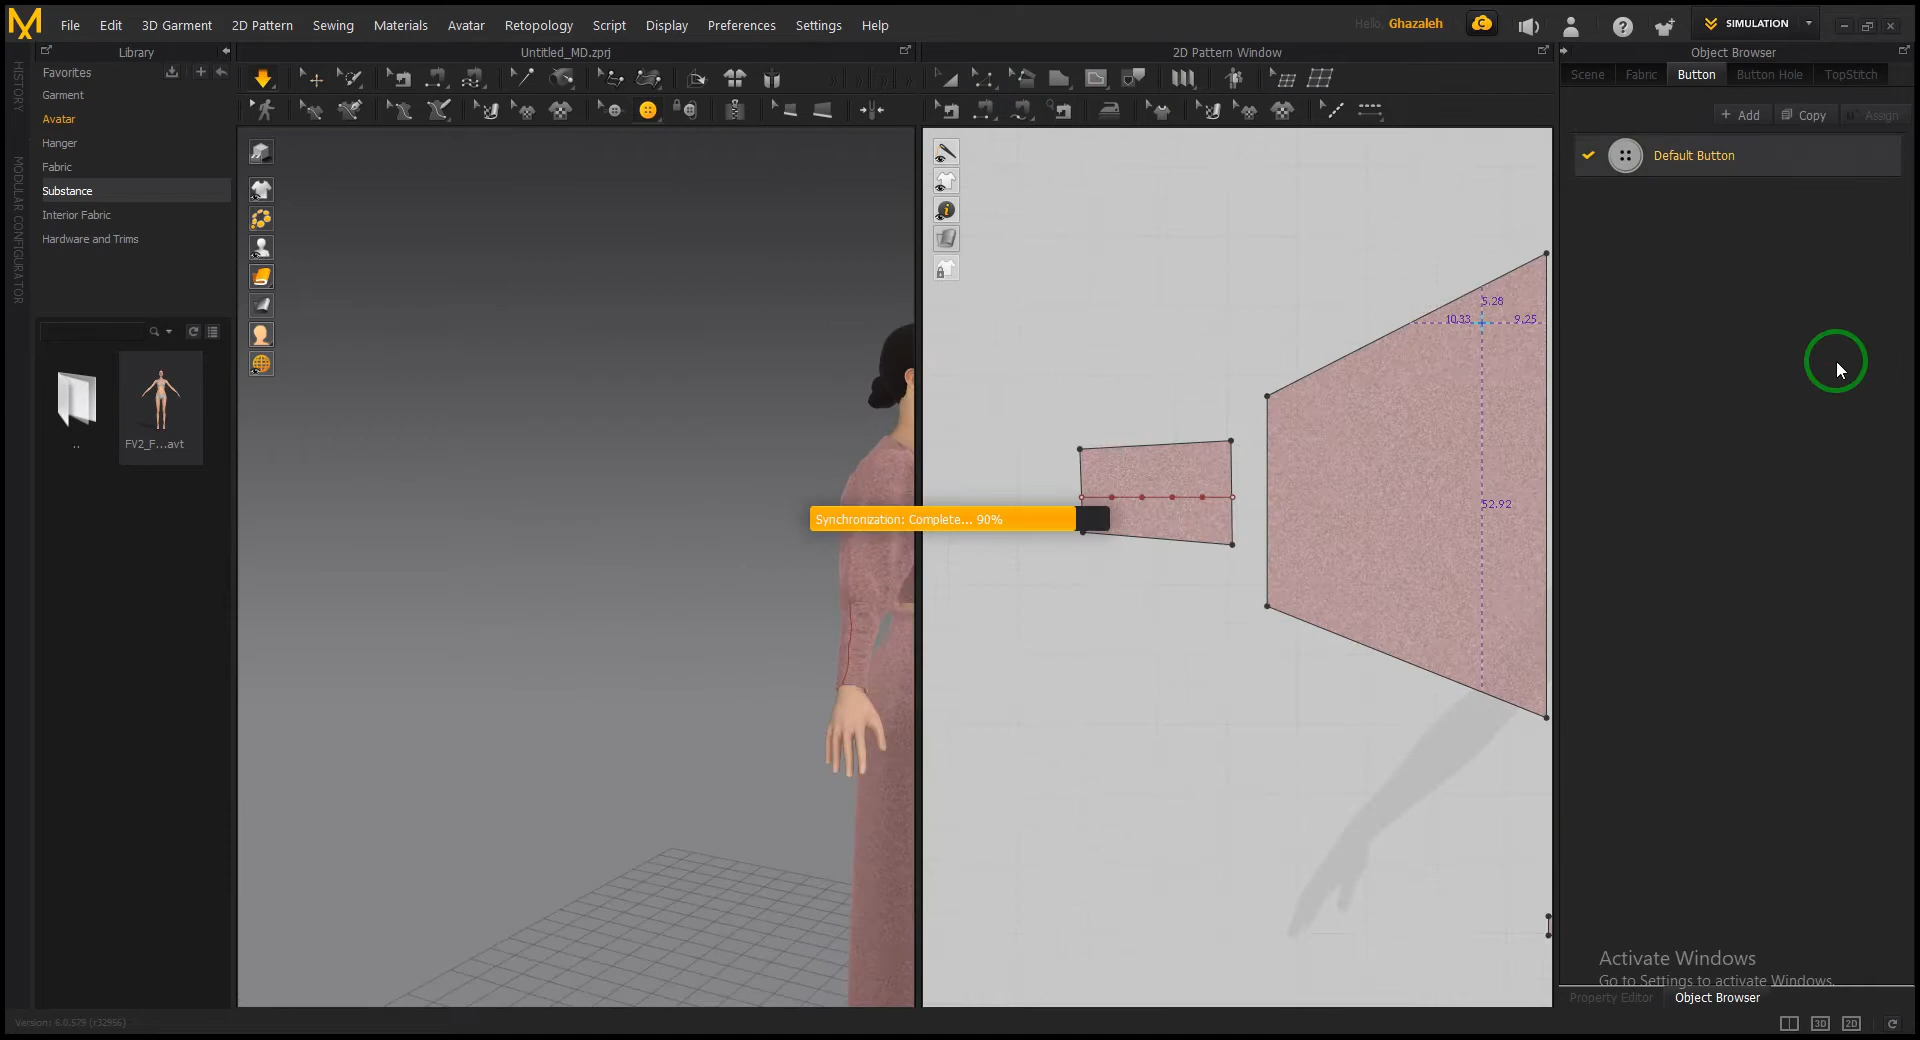 File Edit 3D Garment 2D Pattern Sewing Materials Avatar Retopology Script Display Preferences Settings Help
Hello, Ghazaleh
SIMULATION
Library
Untitled_MD.zprj
2D Pattern Window
Object Browser
HISTORY
MODULAR CONFIGURATOR
Favorites
Garment
Avatar
Hanger
Fabric
Substance
Interior Fabric
Hardware and Trims
..
FV2_F...avt
Scene Fabric Button Button Hole TopStitch
+ Add Copy Assign
Default Button
5.28
10.33 9.25
52.92
Synchronization: Complete... 90%
Activate Windows
Go to Settings to activate Windows.
Property Editor Object Browser
Version: 6.0.579 (r32956)
3D 2D